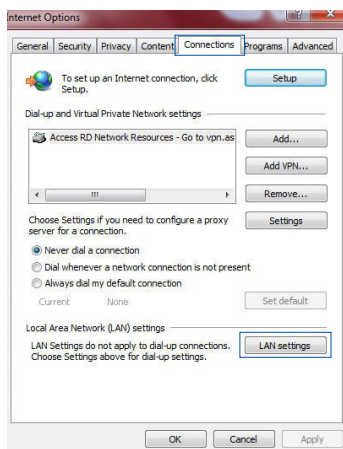 Internet Options
General Security Privacy Content Connections Programs Advanced
To set up an Internet connection, click
Setup.
Setup
Dial-up and Virtual Private Network settings
Access RD Network Resources - Go to vpn.as
Add...
Add VPN...
Remove...
Choose Settings if you need to configure a proxy
server for a connection.
Settings
Never dial a connection
Dial whenever a network connection is not present
Always dial my default connection
Current None
Set default
Local Area Network (LAN) settings
LAN Settings do not apply to dial-up connections.
Choose Settings above for dial-up settings.
LAN settings
OK Cancel Apply